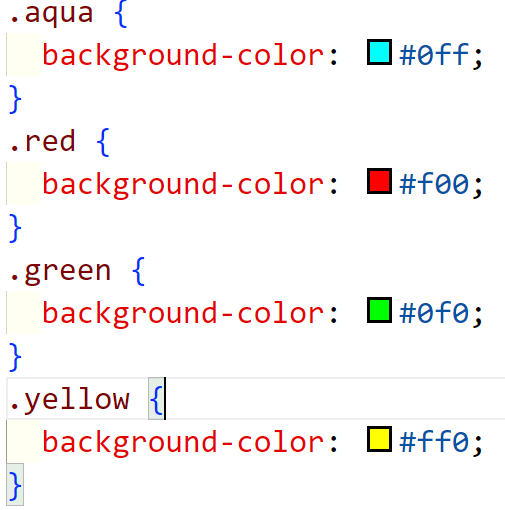 .aqua {
  background-color: #0ff;
}
.red {
  background-color: #f00;
}
.green {
  background-color: #0f0;
}
.yellow {
  background-color: #ff0;
}